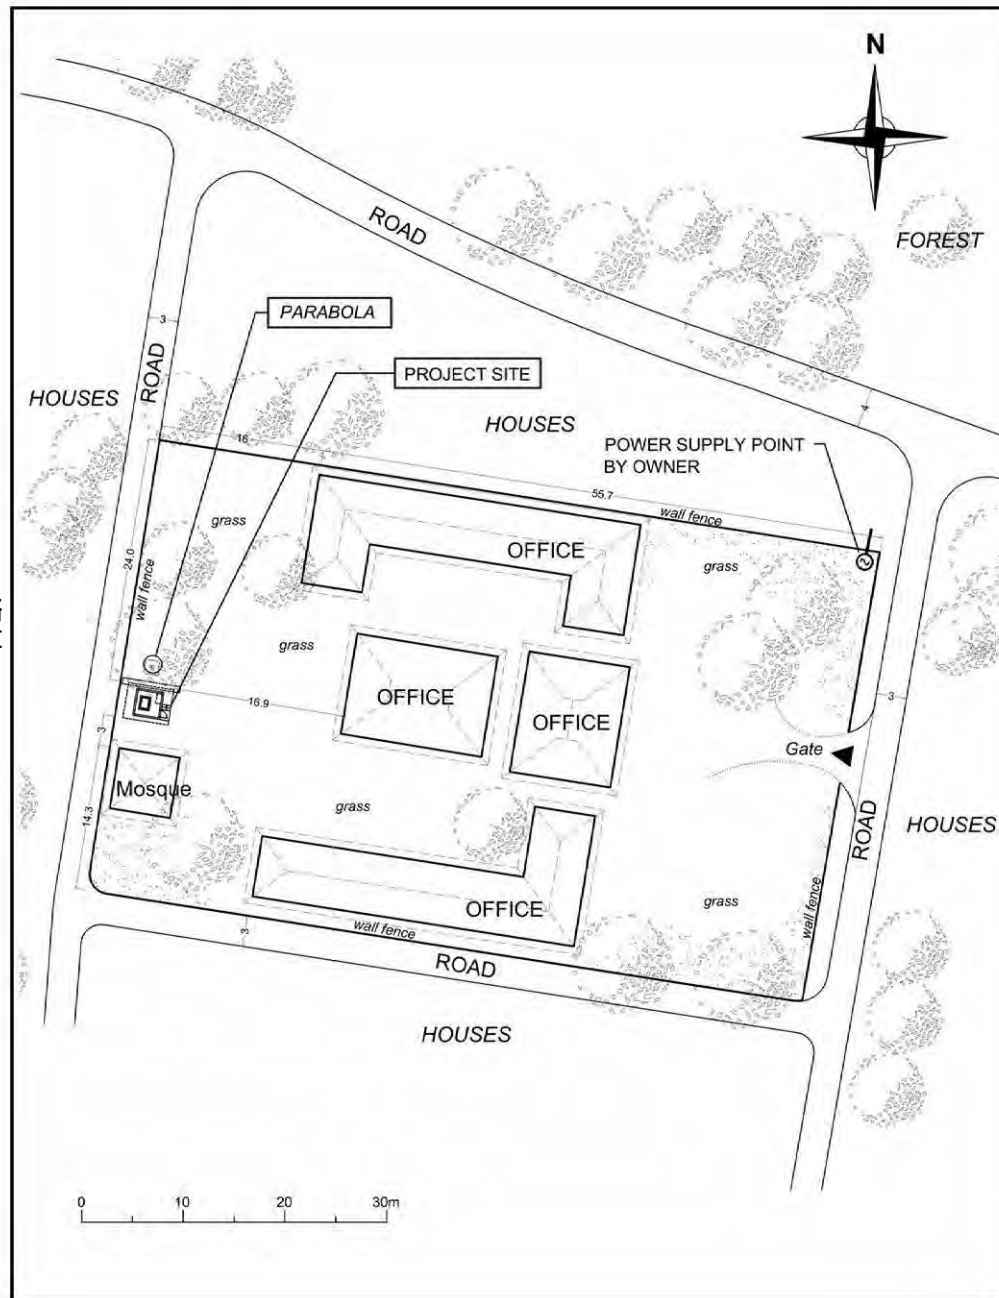 N
ROAD
FOREST
PARABOLA
3
ROAD
PROJECT SITE
HOUSES
4
HOUSES
16
POWER SUPPLY POINT
BY OWNER
55.7
wall fence
grass
OFFICE
grass
24.0
wall fence
grass
16.9
OFFICE
OFFICE
3
3
Gate
Mosque
14.3
grass
ROAD
HOUSES
grass
OFFICE
wall fence
wall fence
3
ROAD
HOUSES
0 10 20 30m